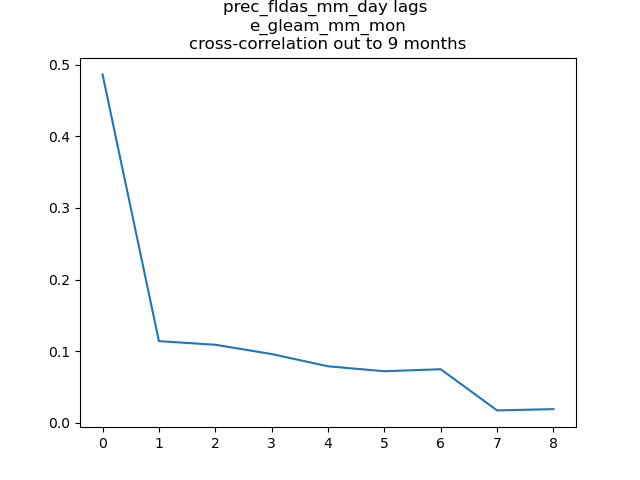 prec_fldas_mm_day lags
e_gleam_mm_mon
cross-correlation out to 9 months
0.5
0.4
0.3
0.2
0.1
0.0
0 1 2 3 4 5 6 7 8